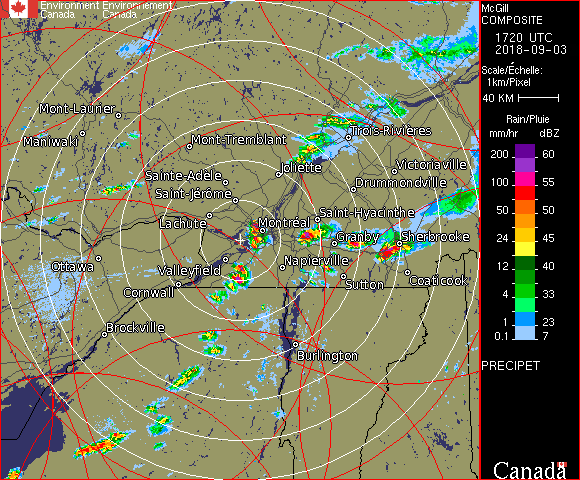 Environment Environnement
Canada Canada
McGill
COMPOSITE
1720 UTC
2018-09-03
Scale/Échelle:
1km/Pixel
40 KM
Rain/Pluie
mm/hr dBZ
200 60
100 55
50 50
24 45
12 40
4 33
1 23
0.1 7
PRECIPET
Canada
Mont-Laurier
Maniwaki
Mont-Tremblant
Trois-Rivières
Joliette
Victoriaville
Sainte-Adèle
Drummondville
Saint-Jérôme
Saint-Hyacinthe
Lachute
Montréal
Granby
Sherbrooke
Ottawa
Valleyfield
Napierville
Cornwall
Sutton
Coaticook
Brockville
Burlington